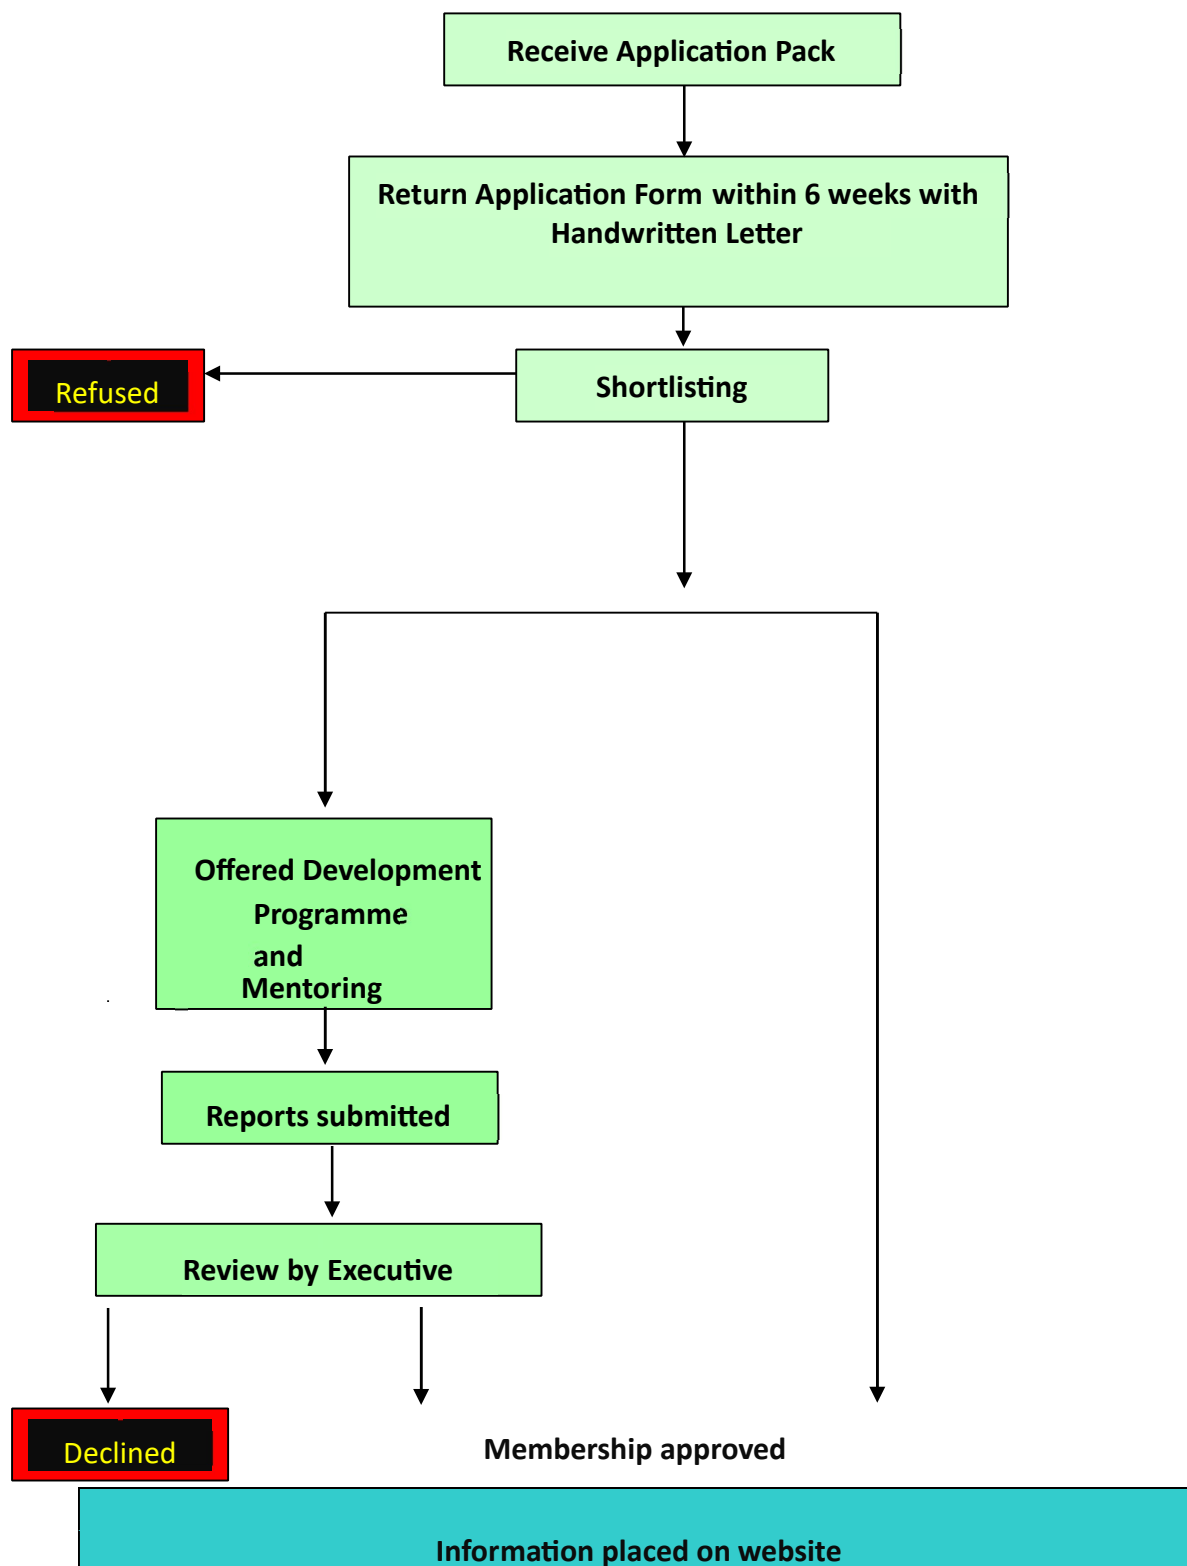 Receive Application Pack
Return Application Form within 6 weeks with
Handwritten Letter
Refused
Shortlisting
Offered Development
Programme
and
Mentoring
Reports submitted
Review by Executive
Declined
Membership approved
Information placed on website